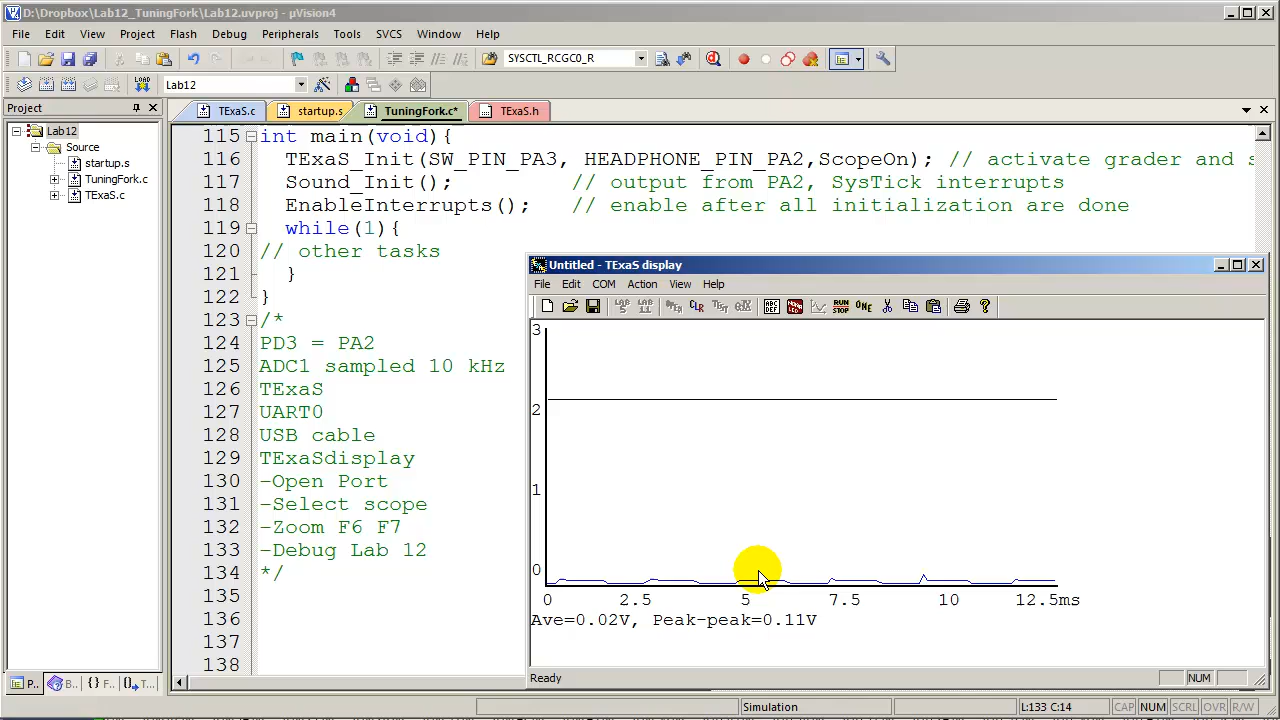 D:\Dropbox\Lab12_TuningFork\Lab12.uvproj - µVision4
File Edit View Project Flash Debug Peripherals Tools SVCS Window Help
SYSCTL_RCGC0_R
LOAD Lab12
Project
TExaS.c startup.s TuningFork.c* TExaS.h
Lab12
Source
startup.s
TuningFork.c
TExaS.c
115 int main(void){
116 TExaS_Init(SW_PIN_PA3, HEADPHONE_PIN_PA2,ScopeOn); // activate grader and s
117 Sound_Init(); // output from PA2, SysTick interrupts
118 EnableInterrupts(); // enable after all initialization are done
119 while(1){
120 // other tasks
121 }
122 }
123 /*
124 PD3 = PA2
125 ADC1 sampled 10 kHz
126 TExaS
127 UART0
128 USB cable
129 TExaSdisplay
130 -Open Port
131 -Select scope
132 -Zoom F6 F7
133 -Debug Lab 12
134 */
135
136
137
138
Untitled - TExaS display
File Edit COM Action View Help
CLR ABC DEF RUN STOP ONE
3
2
1
0
0 2.5 5 7.5 10 12.5ms
Ave=0.02V, Peak-peak=0.11V
Ready NUM
P.. B.. {} F.. T...
Simulation L:133 C:14 CAP NUM SCRL OVR R/W